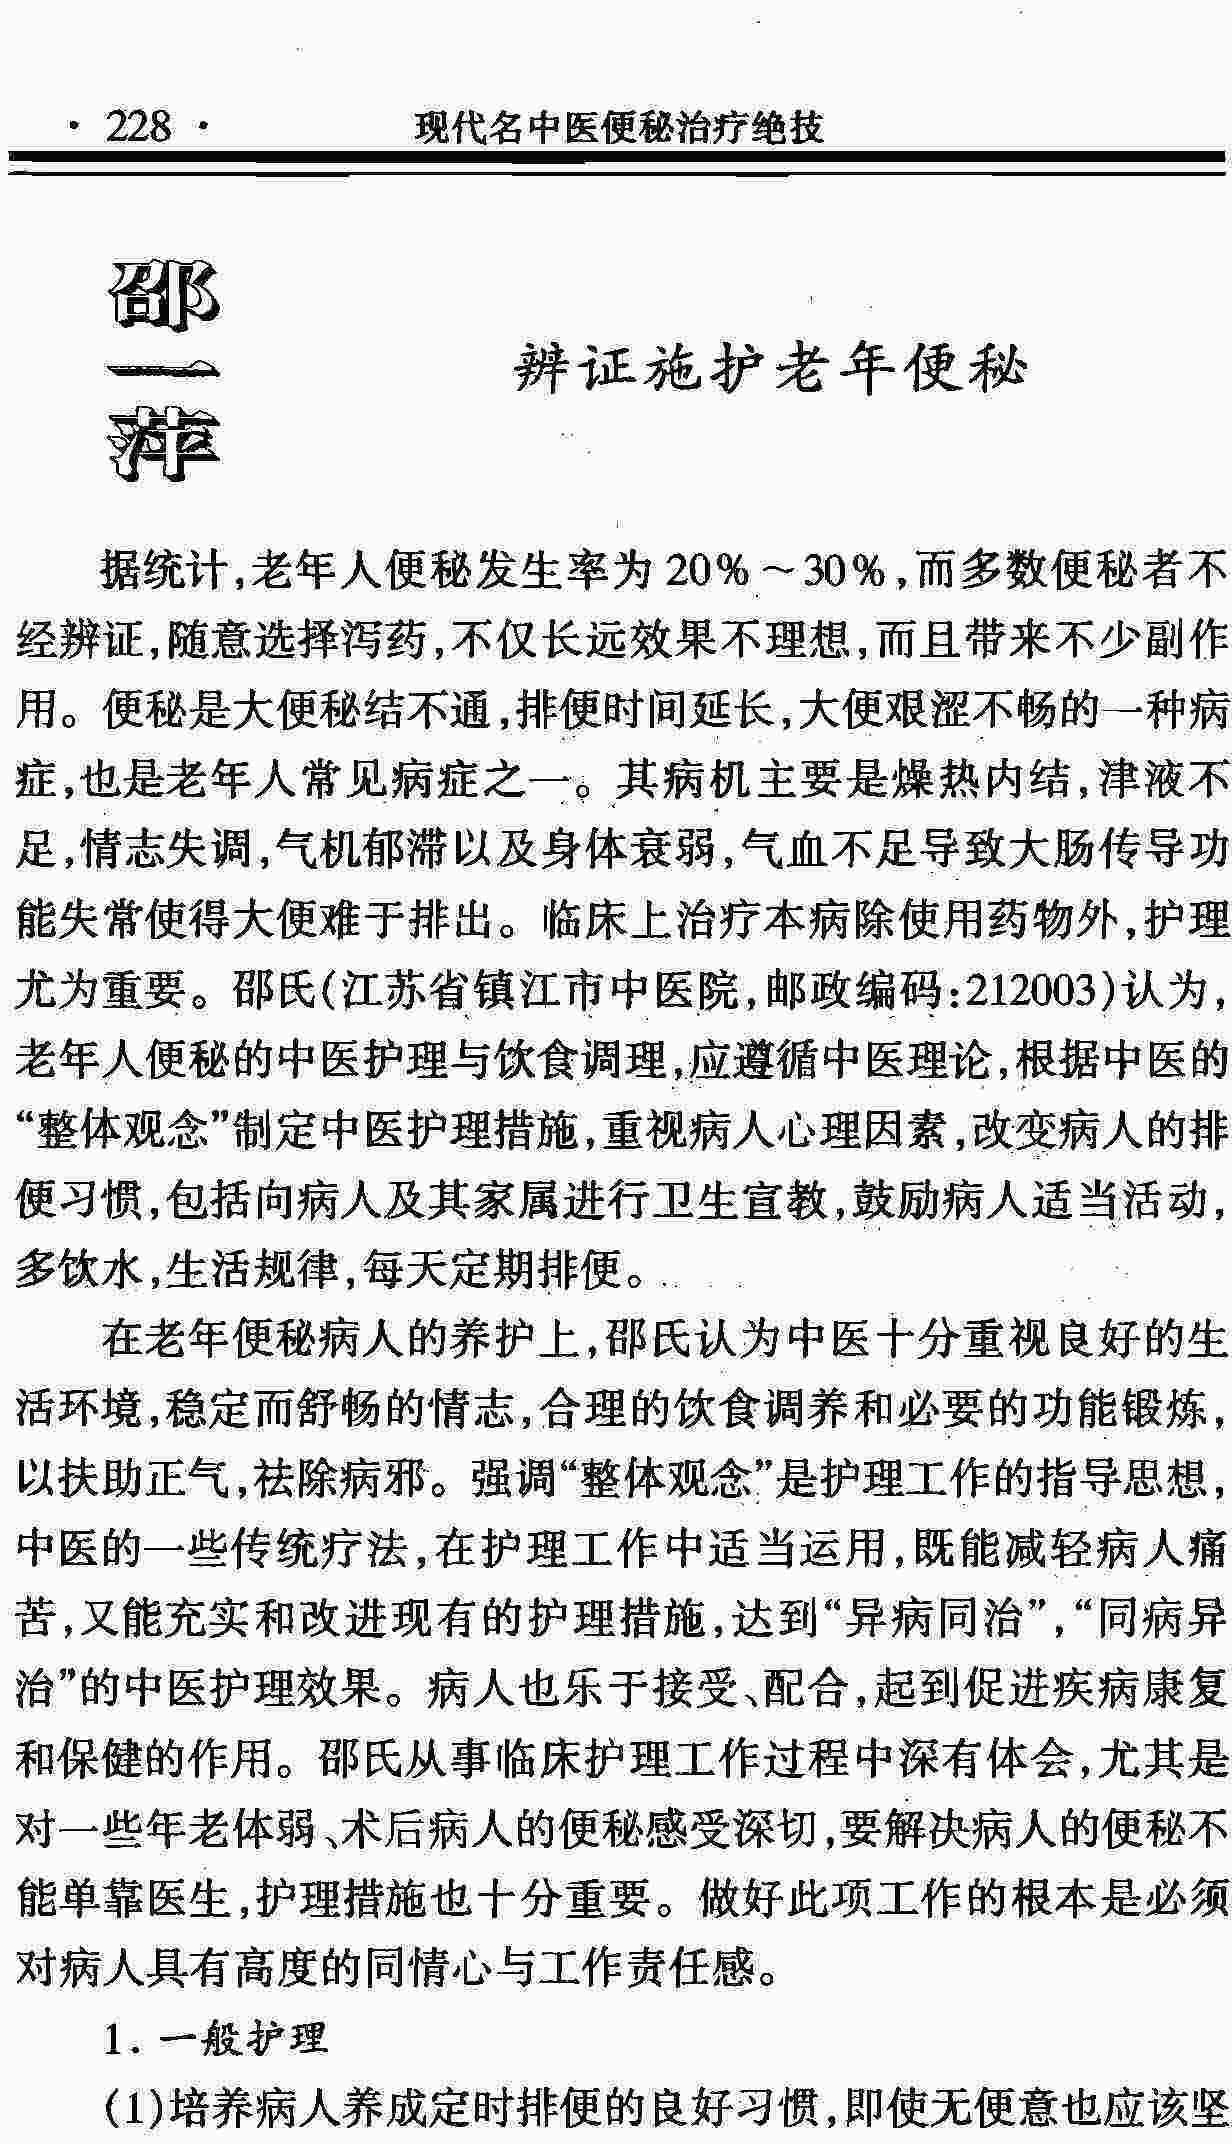 · 228 ·
现代名中医便秘治疗绝技
邵一萍
辨证施护老年便秘
据统计,老年人便秘发生率为20%～30%,而多数便秘者不
经辨证,随意选择泻药,不仅长远效果不理想,而且带来不少副作
用。便秘是大便秘结不通,排便时间延长,大便艰涩不畅的一种病
症,也是老年人常见病症之一。其病机主要是燥热内结,津液不
足,情志失调,气机郁滞以及身体衰弱,气血不足导致大肠传导功
能失常使得大便难于排出。临床上治疗本病除使用药物外,护理
尤为重要。邵氏(江苏省镇江市中医院,邮政编码:212003)认为,
老年人便秘的中医护理与饮食调理,应遵循中医理论,根据中医的
“整体观念”制定中医护理措施,重视病人心理因素,改变病人的排
便习惯,包括向病人及其家属进行卫生宣教,鼓励病人适当活动,
多饮水,生活规律,每天定期排便。
在老年便秘病人的养护上,邵氏认为中医十分重视良好的生
活环境,稳定而舒畅的情志,合理的饮食调养和必要的功能锻炼,
以扶助正气,祛除病邪。强调“整体观念”是护理工作的指导思想,
中医的一些传统疗法,在护理工作中适当运用,既能减轻病人痛
苦,又能充实和改进现有的护理措施,达到“异病同治”,“同病异
治”的中医护理效果。病人也乐于接受、配合,起到促进疾病康复
和保健的作用。邵氏从事临床护理工作过程中深有体会,尤其是
对一些年老体弱、术后病人的便秘感受深切,要解决病人的便秘不
能单靠医生,护理措施也十分重要。做好此项工作的根本是必须
对病人具有高度的同情心与工作责任感。
1. 一般护理
(1)培养病人养成定时排便的良好习惯,即使无便意也应该坚